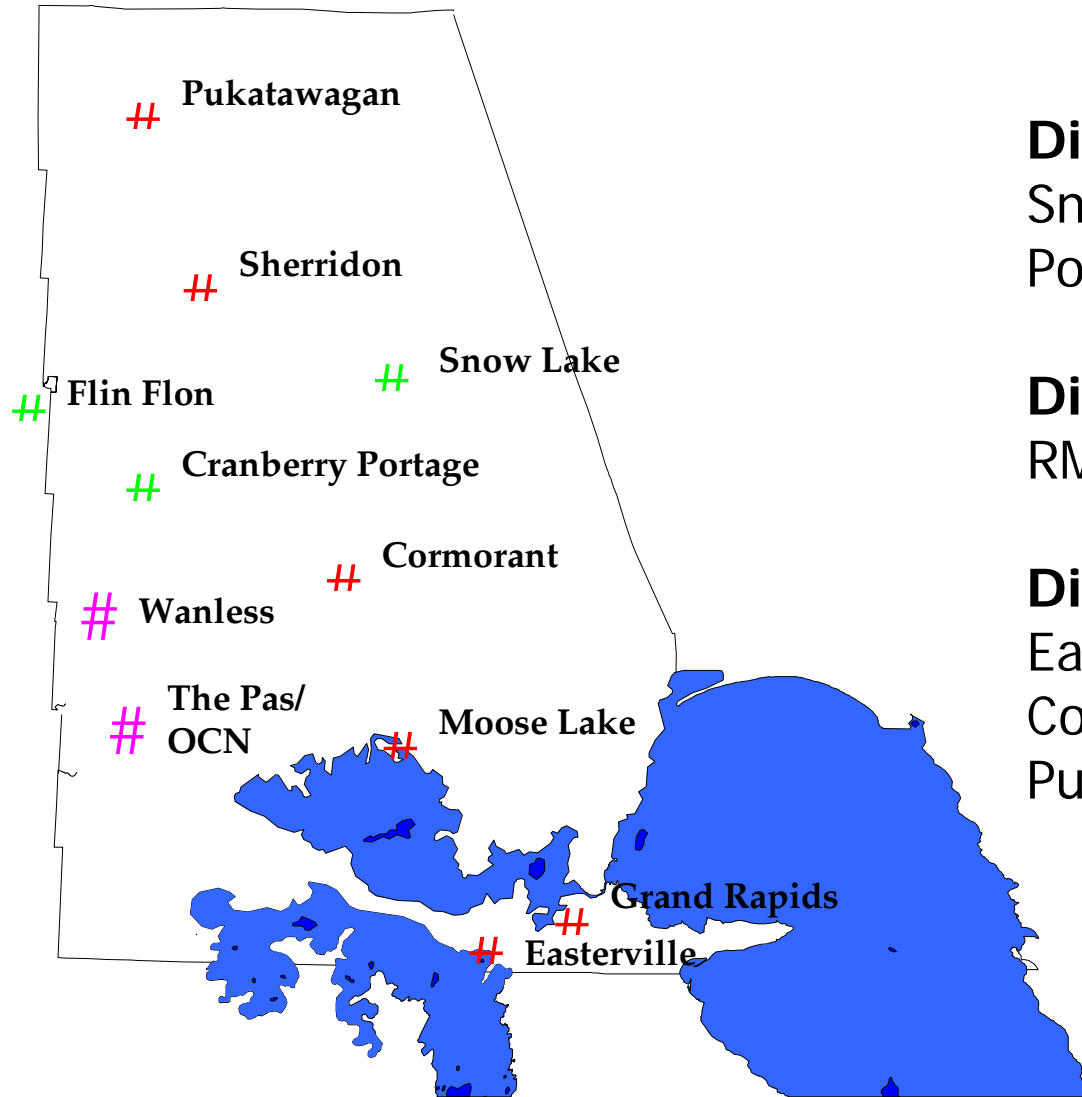 Pukatawagan
Sherridon
Snow Lake
Flin Flon
Cranberry Portage
Cormorant
Wanless
The Pas/
OCN
Moose Lake
Grand Rapids
Easterville
Di
Sn
Po
Di
RM
Di
Ea
Co
Pu